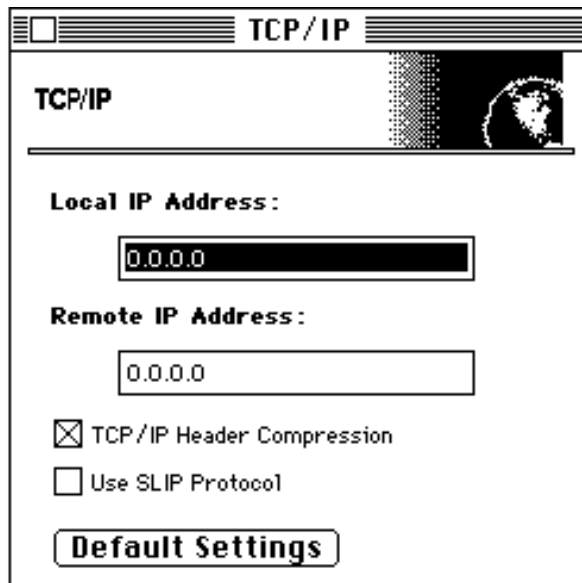 TCP/IP
TCP/IP
Local IP Address:
0.0.0.0
Remote IP Address:
0.0.0.0
TCP/IP Header Compression
Use SLIP Protocol
Default Settings